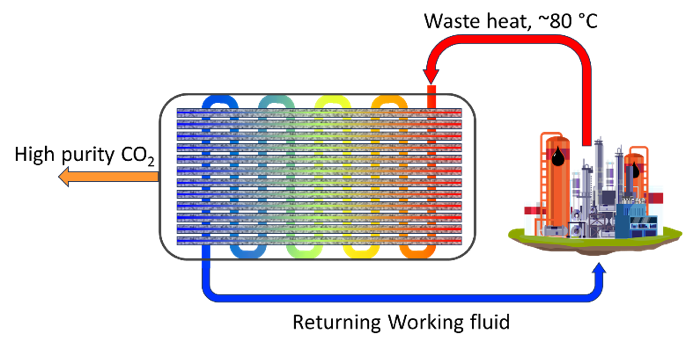 Waste heat, ~80 °C
High purity CO₂
Returning Working fluid